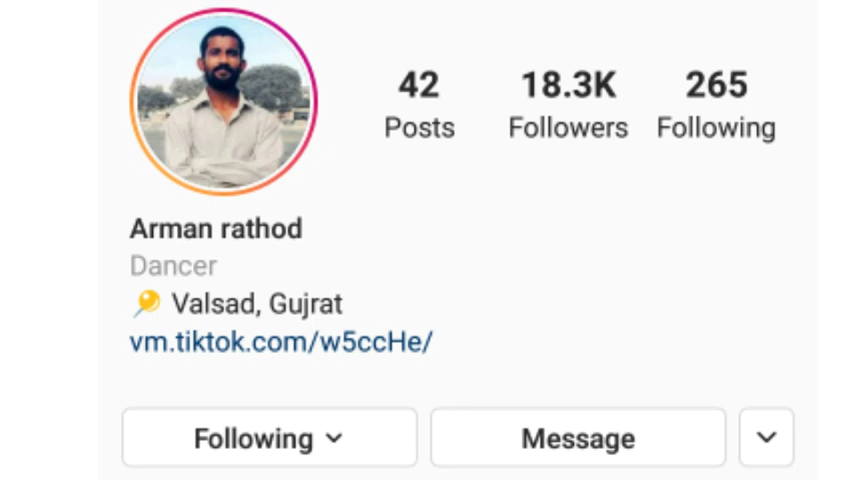 42 18.3K 265
Posts Followers Following
Arman rathod
Dancer
Valsad, Gujrat
vm.tiktok.com/w5ccHe/
Following Message